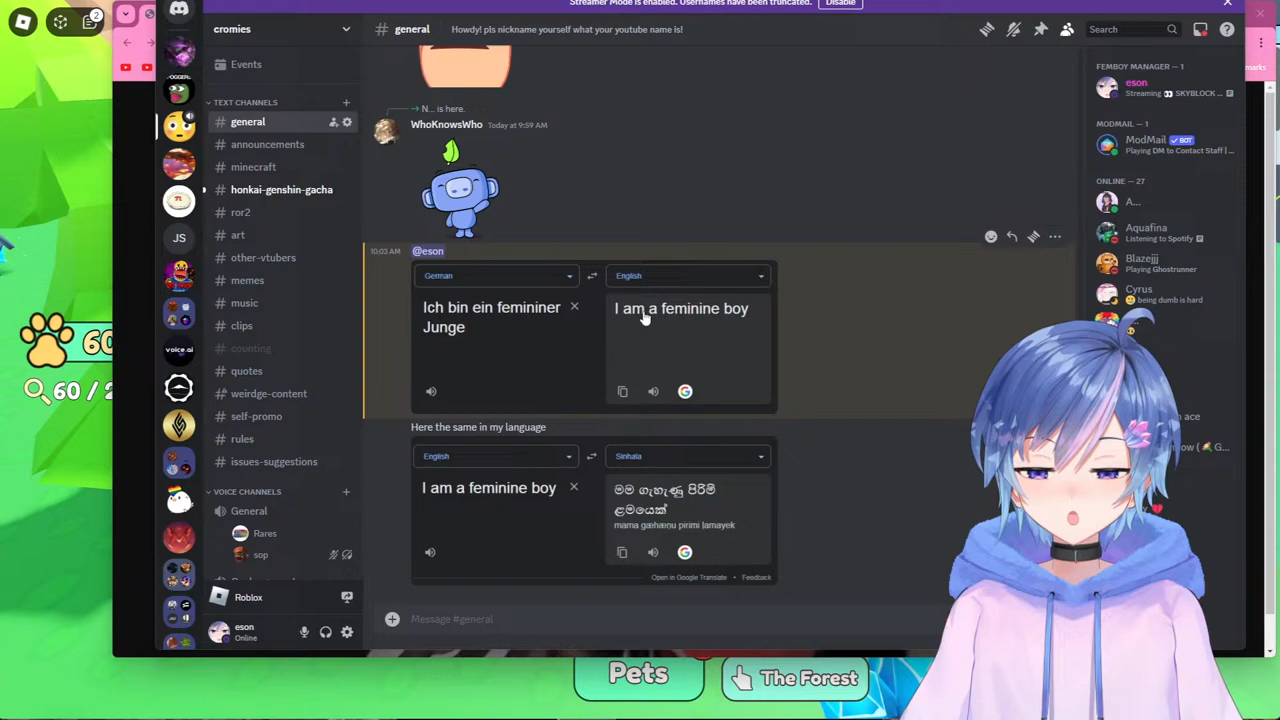 Streamer Mode is enabled. Usernames have been truncated.
Disable
2
cromies
# general
Howdy! pls nickname yourself what your youtube name is!
Search
Events
TEXT CHANNELS
general
announcements
minecraft
honkai-genshin-gacha
ror2
art
other-vtubers
memes
music
clips
counting
quotes
weirdge-content
self-promo
rules
issues-suggestions
VOICE CHANNELS
General
Rares
sop
Roblox
eson
Online
JS
voice.ai
60
60 / 2
N... is here.
WhoKnowsWho Today at 9:59 AM
10:03 AM
@eson
German
English
Ich bin ein femininer
Junge
I am a feminine boy
Here the same in my language
English
Sinhala
I am a feminine boy
මම ගැහැණු පිරිමි
ළමයෙක්
mama gæhæṇu pirimi ḷamayek
Open in Google Translate • Feedback
Message #general
FEMBOY MANAGER — 1
eson
Streaming 👀 SKYBLOCK
MODMAIL — 1
ModMail BOT
Playing DM to Contact Staff | ...
ONLINE — 27
A...
Aquafina
Listening to Spotify
Blazejjj
Playing Ghostrunner
Cyrus
being dumb is hard
Pets
The Forest